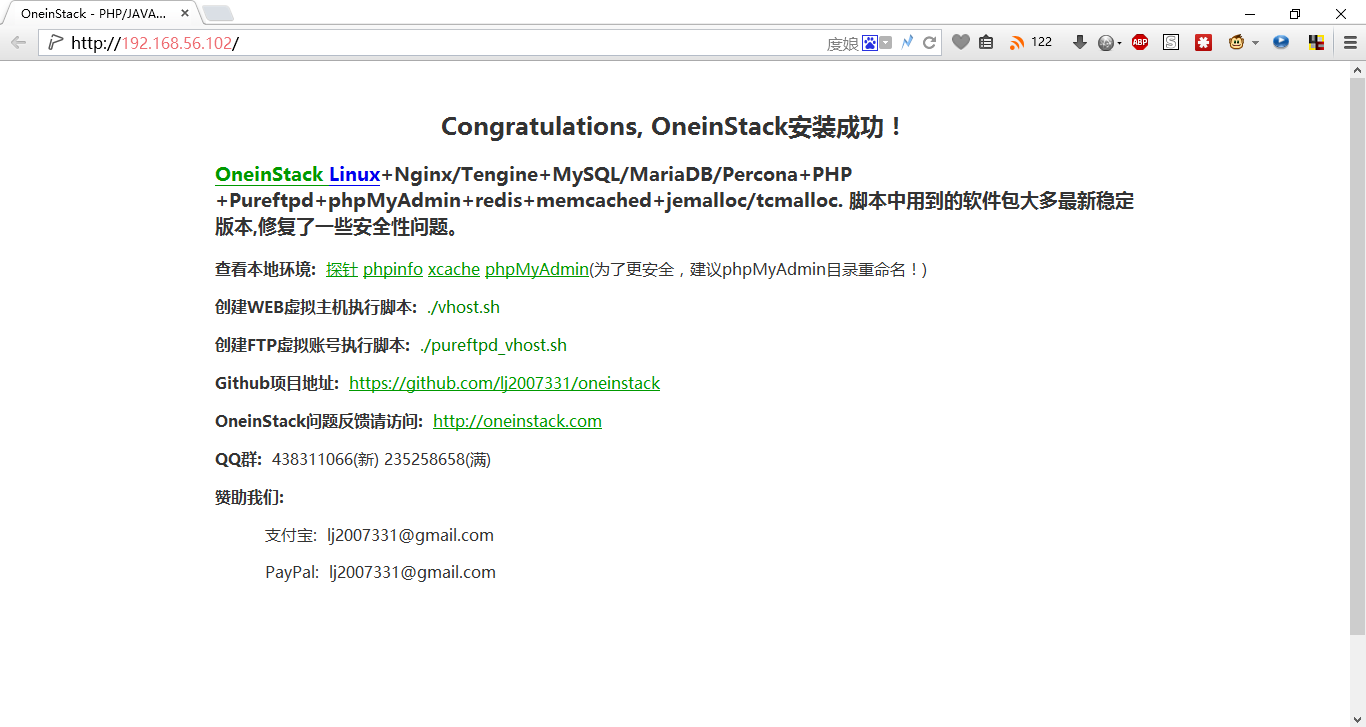 OneinStack - PHP/JAVA...
http://192.168.56.102/
度娘
122
ABP
S
Congratulations, OneinStack安装成功！
OneinStack Linux+Nginx/Tengine+MySQL/MariaDB/Percona+PHP
+Pureftpd+phpMyAdmin+redis+memcached+jemalloc/tcmalloc. 脚本中用到的软件包大多最新稳定
版本,修复了一些安全性问题。
查看本地环境: 探针 phpinfo xcache phpMyAdmin(为了更安全，建议phpMyAdmin目录重命名！)
创建WEB虚拟主机执行脚本: ./vhost.sh
创建FTP虚拟账号执行脚本: ./pureftpd_vhost.sh
Github项目地址: https://github.com/lj2007331/oneinstack
OneinStack问题反馈请访问: http://oneinstack.com
QQ群: 438311066(新) 235258658(满)
赞助我们:
支付宝: lj2007331@gmail.com
PayPal: lj2007331@gmail.com